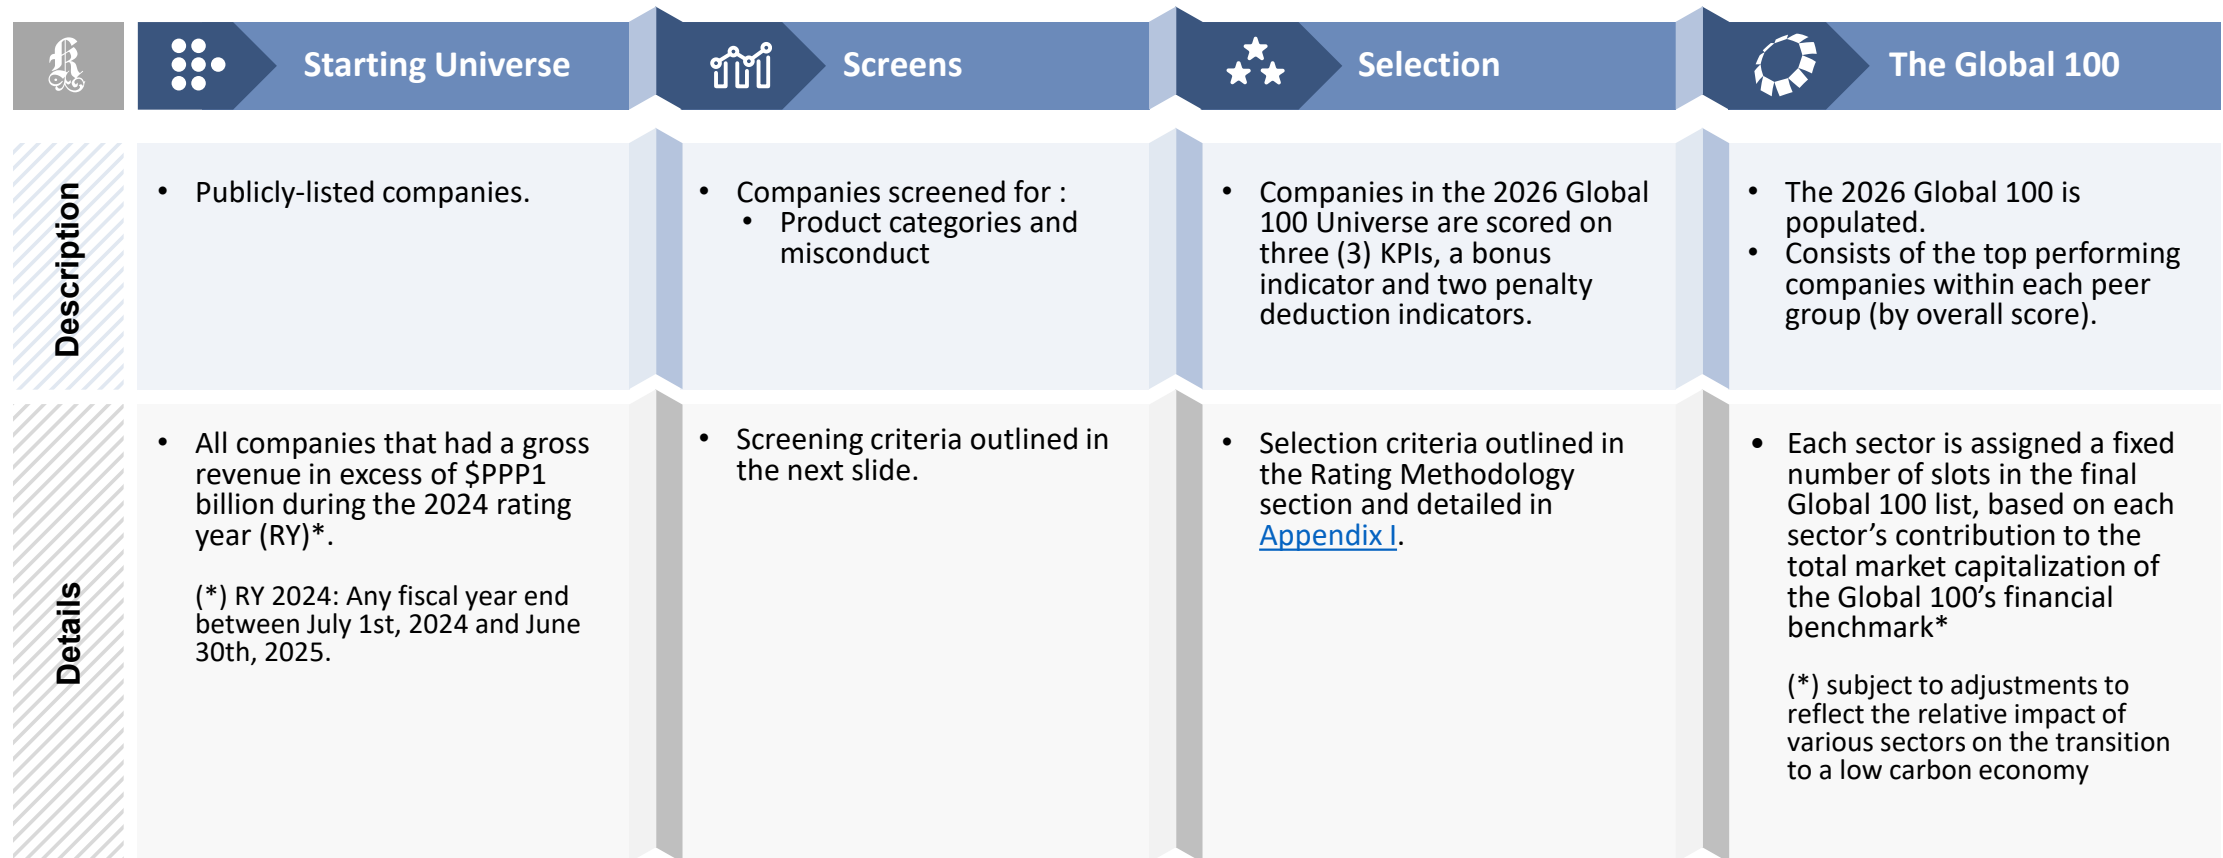 K
Starting Universe
Screens
Selection
The Global 100
Description
• Publicly-listed companies.
• Companies screened for :
• Product categories and
misconduct
• Companies in the 2026 Global
100 Universe are scored on
three (3) KPIs, a bonus
indicator and two penalty
deduction indicators.
• The 2026 Global 100 is
populated.
• Consists of the top performing
companies within each peer
group (by overall score).
Details
• All companies that had a gross
revenue in excess of $PPP1
billion during the 2024 rating
year (RY)*.
(*) RY 2024: Any fiscal year end
between July 1st, 2024 and June
30th, 2025.
• Screening criteria outlined in
the next slide.
• Selection criteria outlined in
the Rating Methodology
section and detailed in
Appendix I.
• Each sector is assigned a fixed
number of slots in the final
Global 100 list, based on each
sector’s contribution to the
total market capitalization of
the Global 100’s financial
benchmark*
(*) subject to adjustments to
reflect the relative impact of
various sectors on the transition
to a low carbon economy